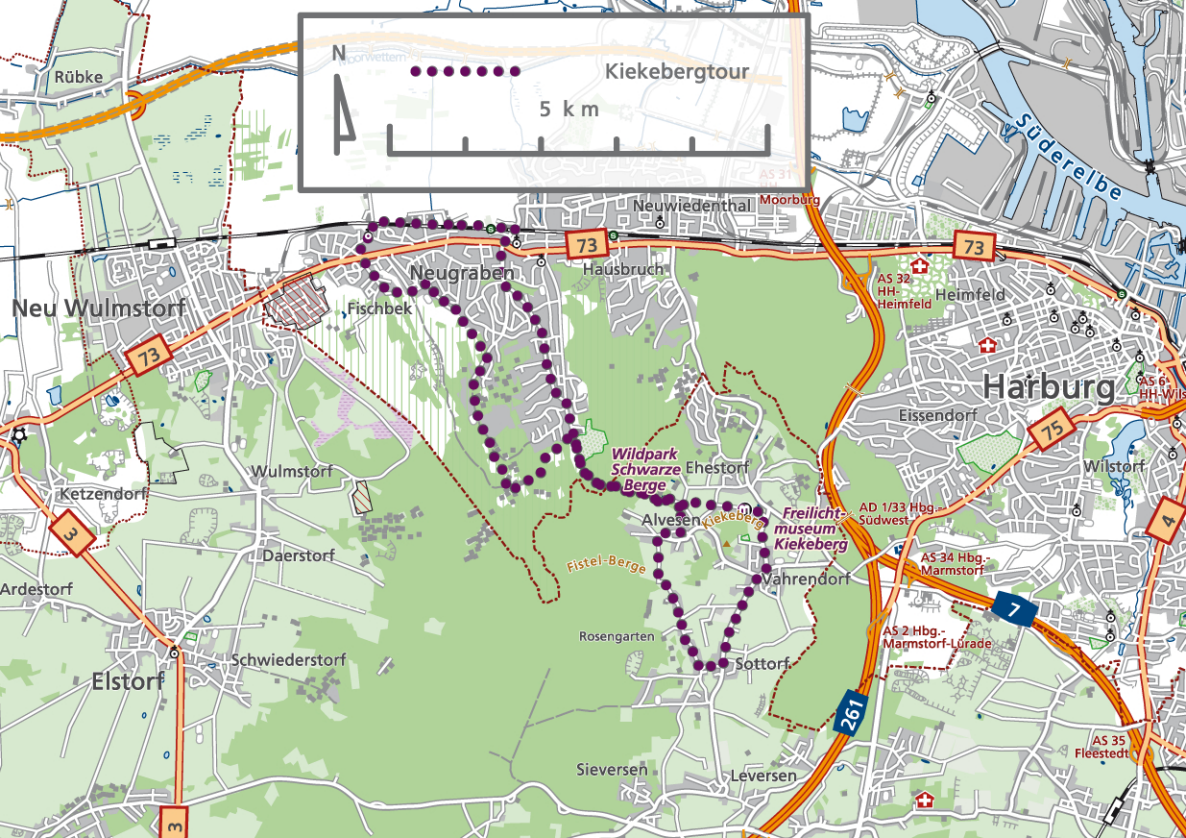 Rübke
N
Moorwettern
Kiekebergtour
5 km
Süderelbe
AS 31
HH-
Moorburg
Neuwiedenthal
73
73
Neugraben
Hausbruch
AS 32
HH-
Heimfeld
Heimfeld
Neu Wulmstorf
Fischbek
73
Harburg
AS 6
HH-Wils
Eissendorf
75
Wildpark
Schwarze
Berge
Ehestorf
Wilstorf
Wulmstorf
Ketzendorf
3
Alvesen
Kiekeberg
Freilicht-
museum
Kiekeberg
AD 1/33 Hbg.-
Südwest
4
Daerstorf
Fistel-Berge
AS 34 Hbg.-
Marmstorf
Ardestorf
Vahrendorf
7
Rosengarten
AS 2 Hbg.-
Marmstorf-Lürade
Schwiederstorf
Sottorf
Elstorf
261
AS 35
Fleestedt
Sieversen
Leversen
3